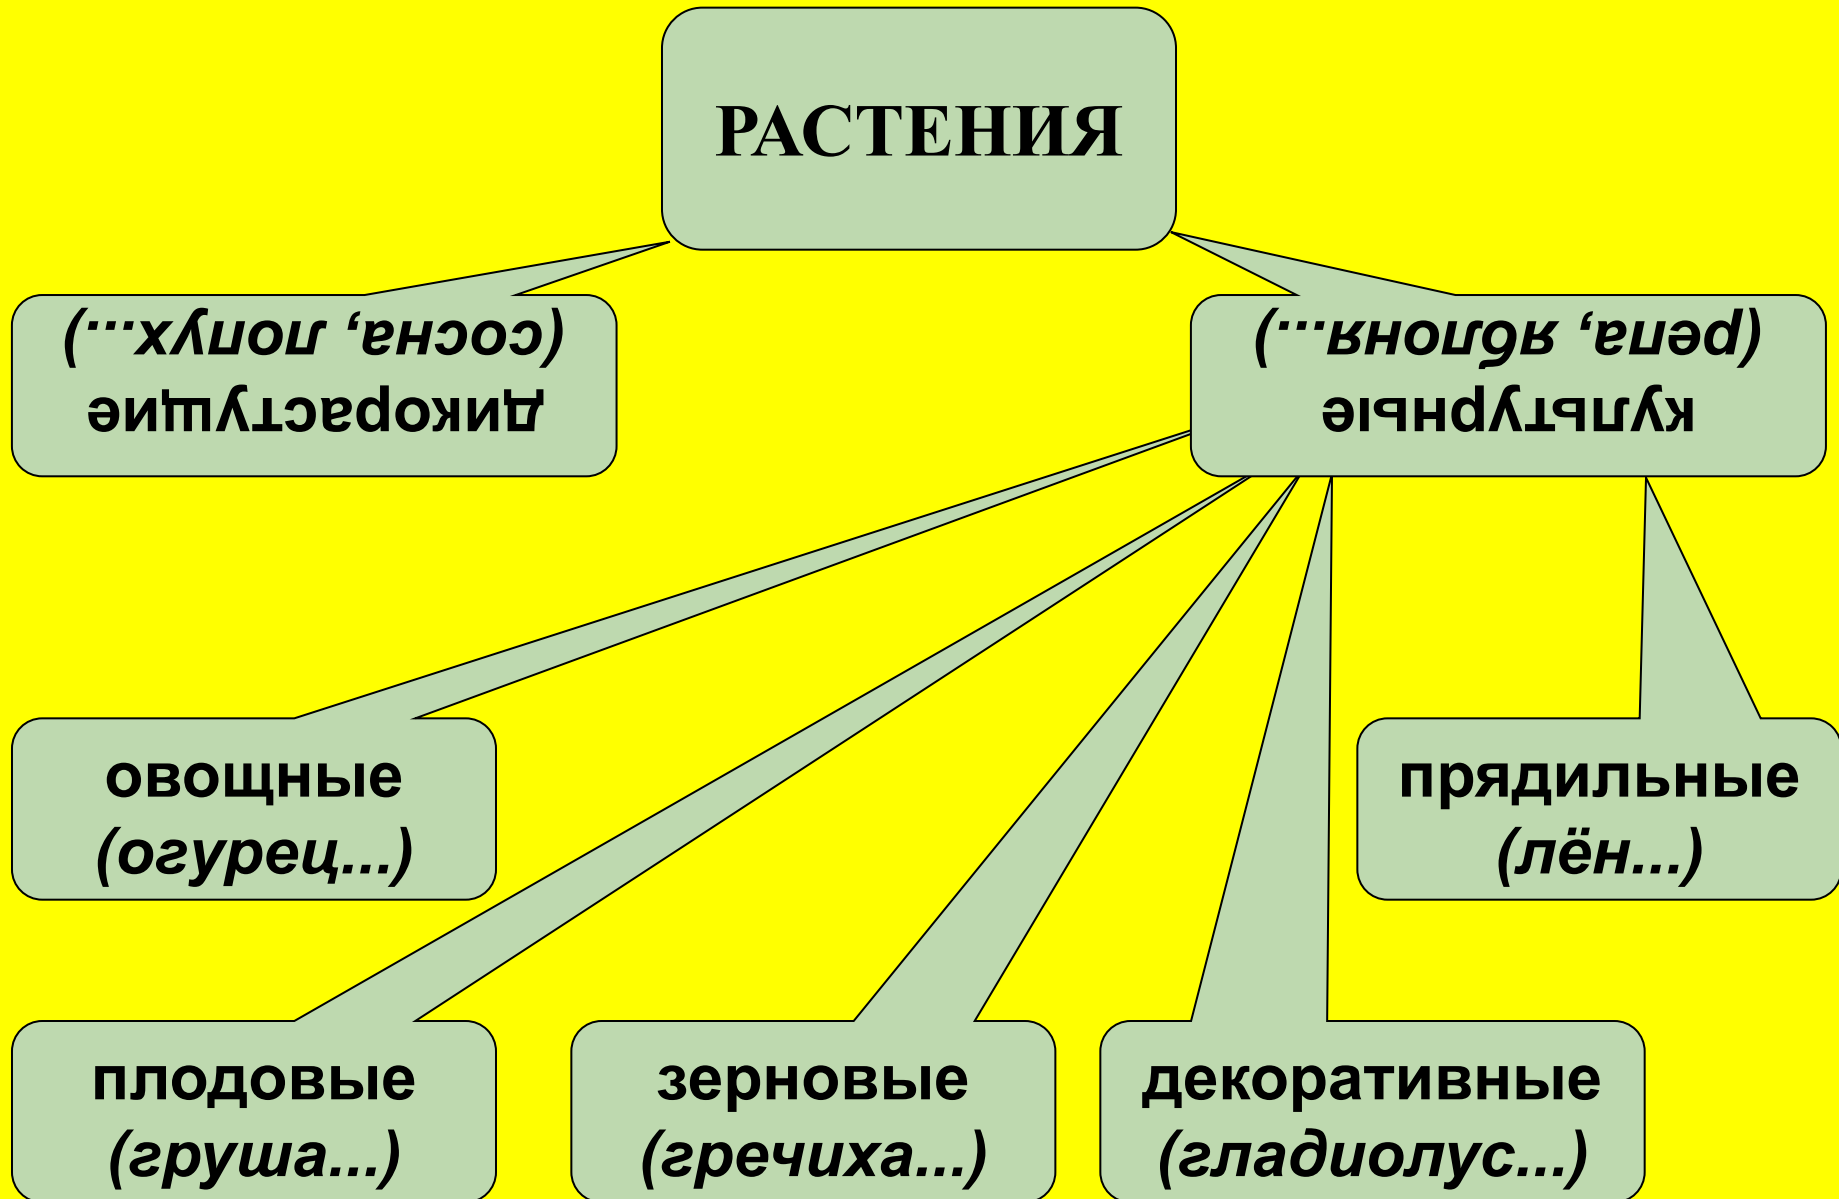 РАСТЕНИЯ
дикорастущие
(сосна, лопух...)
культурные
(репа, яблоня...)
овощные
(огурец...)
прядильные
(лён...)
плодовые
(груша...)
зерновые
(гречиха...)
декоративные
(гладиолус...)